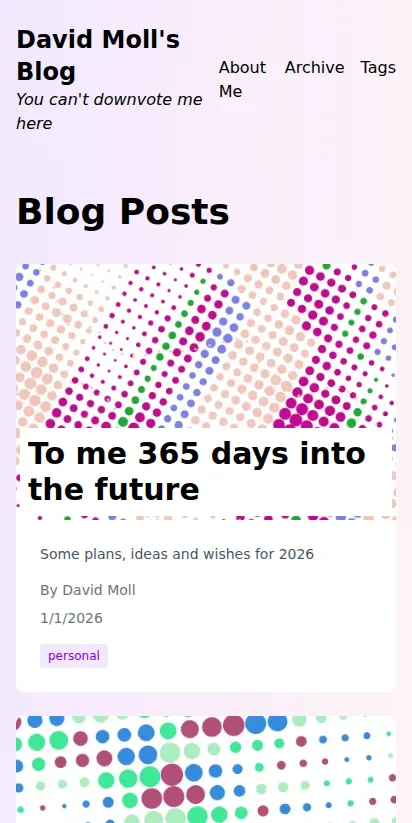 David Moll's
Blog
You can't downvote me
here
About
Me
Archive
Tags
Blog Posts
To me 365 days into
the future
Some plans, ideas and wishes for 2026
By David Moll
1/1/2026
personal